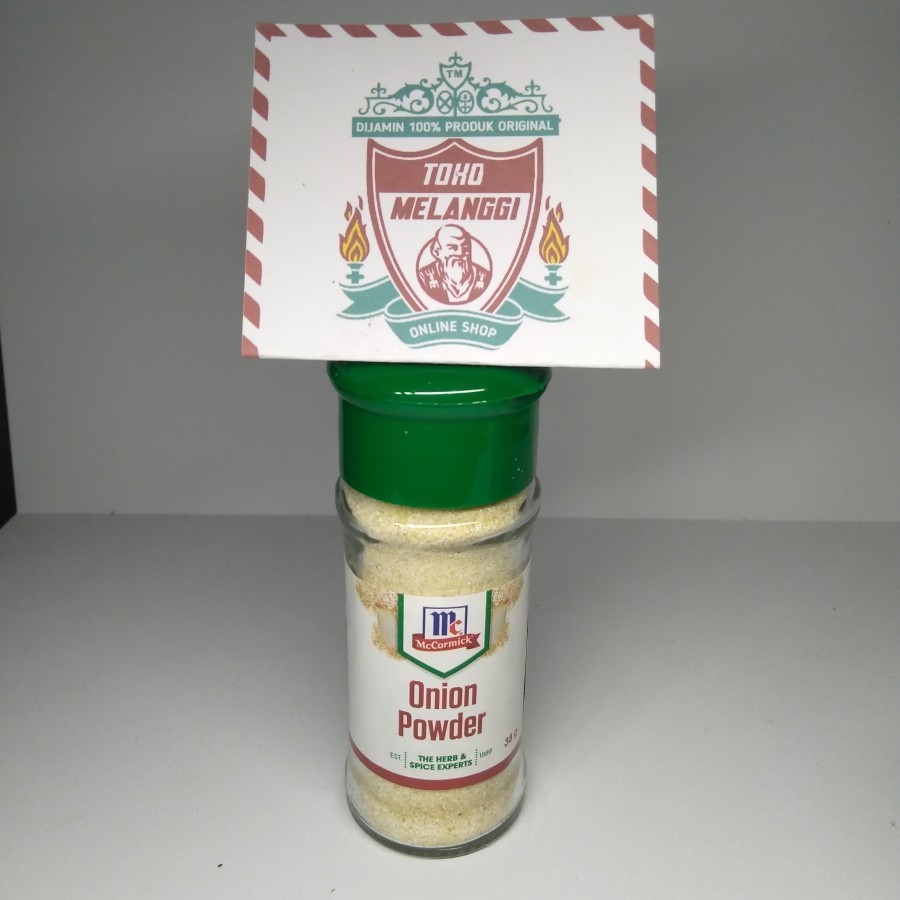 TM
DIJAMIN 100% PRODUK ORIGINAL
TOKO
MELANGGI
ONLINE SHOP
Mc
McCormick
Onion
Powder
38 g
EST. THE HERB & 1889
SPICE EXPERTS